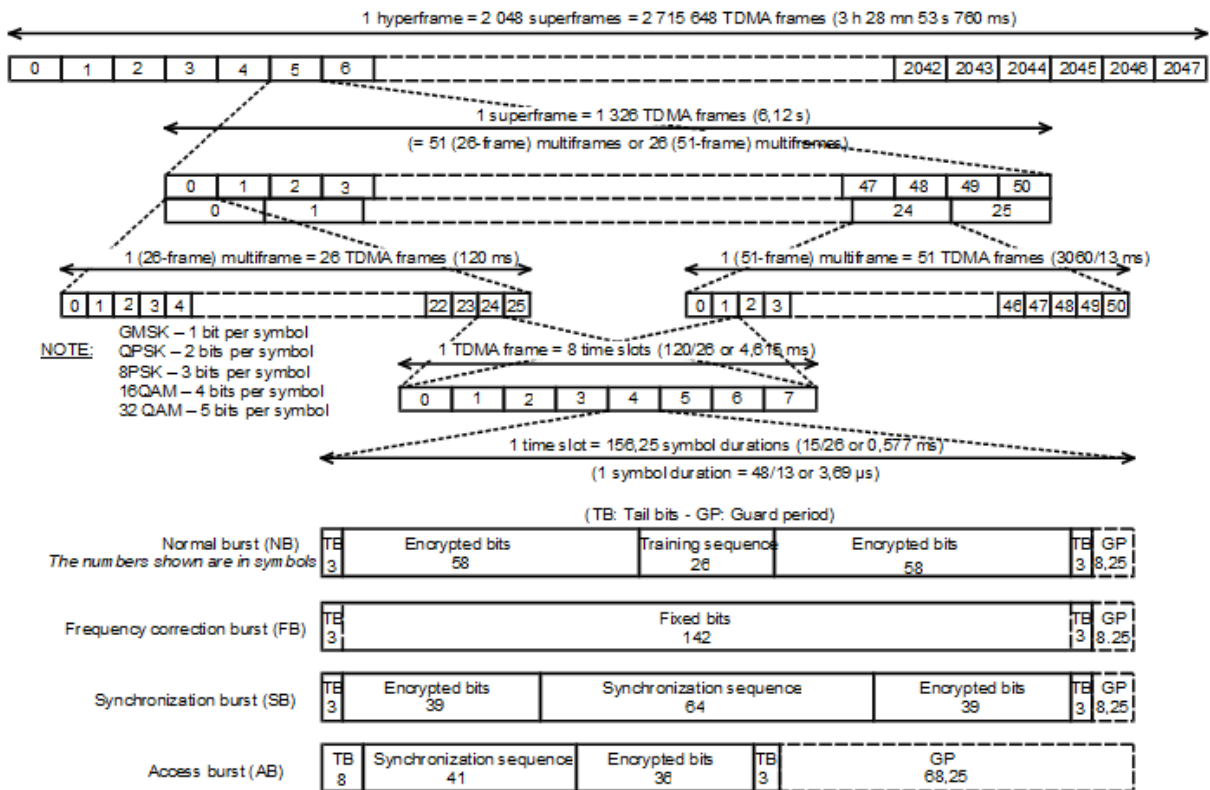 1 hyperframe = 2 048 superframes = 2 715 648 TDMA frames (3 h 28 mn 53 s 760 ms)
0 1 2 3 4 5 6 2042 2043 2044 2045 2046 2047
1 superframe = 1 326 TDMA frames (6,12 s)
(= 51 (26-frame) multiframes or 26 (51-frame) multiframes)
0 1 2 3 47 48 49 50
0 1 24 25
1 (26-frame) multiframe = 26 TDMA frames (120 ms) 1 (51-frame) multiframe = 51 TDMA frames (3060/13 ms)
0 1 2 3 4 22 23 24 25 0 1 2 3 46 47 48 49 50
GMSK – 1 bit per symbol
NOTE: QPSK – 2 bits per symbol
8PSK – 3 bits per symbol
16QAM – 4 bits per symbol
32 QAM – 5 bits per symbol
1 TDMA frame = 8 time slots (120/26 or 4,615 ms)
0 1 2 3 4 5 6 7
1 time slot = 156,25 symbol durations (15/26 or 0,577 ms)
(1 symbol duration = 48/13 or 3,69 µs)
(TB: Tail bits - GP: Guard period)
Normal burst (NB) TB Encrypted bits Training sequence Encrypted bits TB GP
The numbers shown are in symbols 3 58 26 58 3 8,25
Frequency correction burst (FB) TB Fixed bits TB GP
3 142 3 8.25
Synchronization burst (SB) TB Encrypted bits Synchronization sequence Encrypted bits TB GP
3 39 64 39 3 8,25
Access burst (AB) TB Synchronization sequence Encrypted bits TB GP
8 41 36 3 68,25